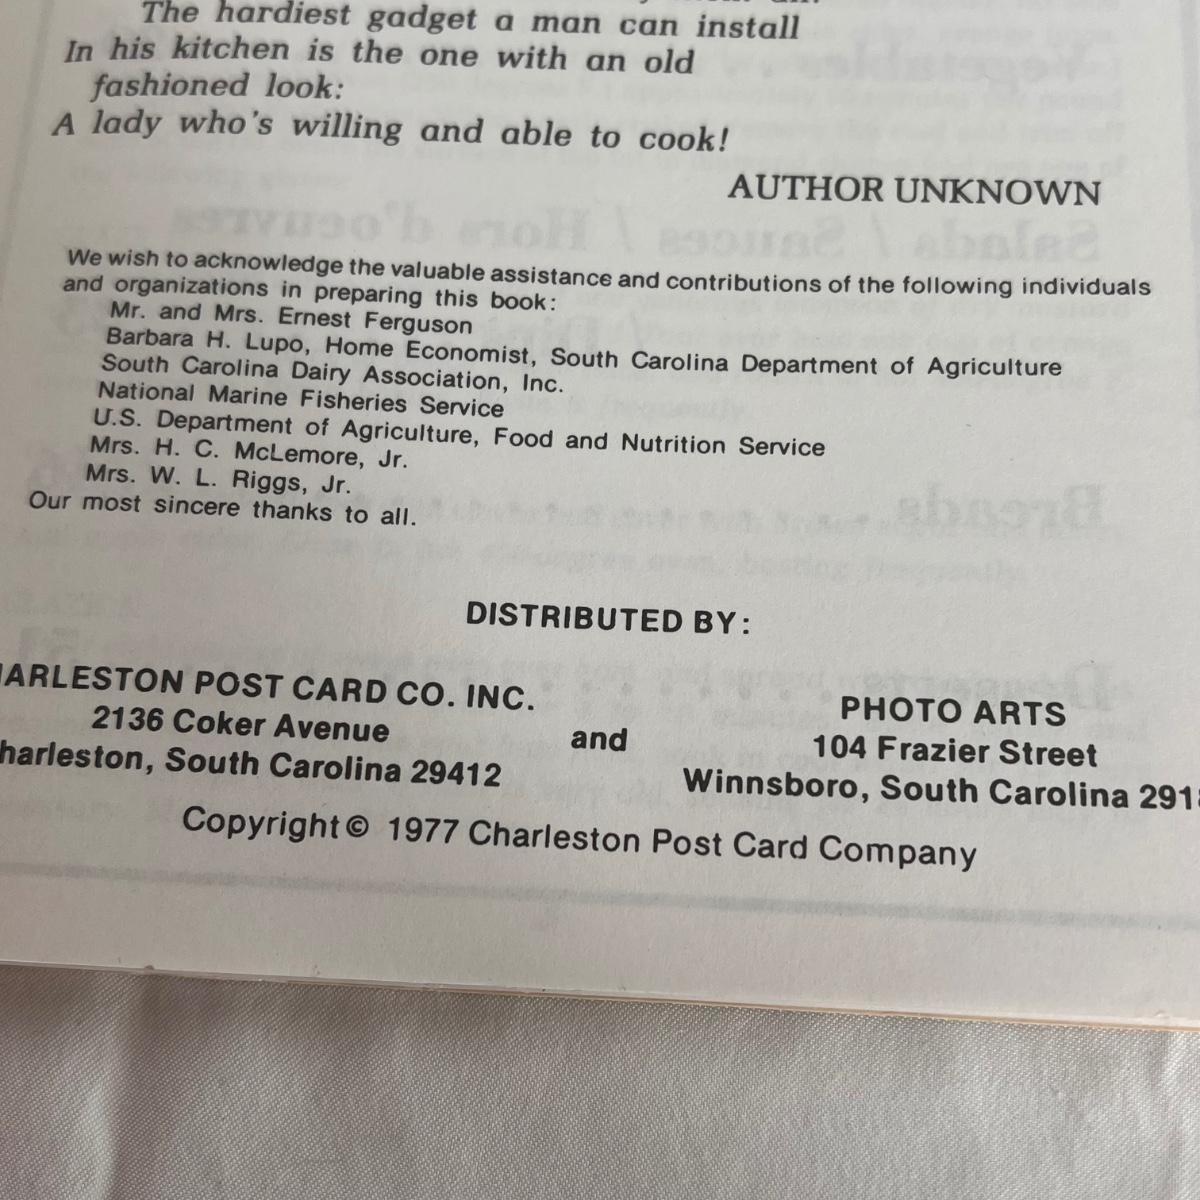 The hardiest gadget a man can install
In his kitchen is the one with an old
fashioned look:
A lady who's willing and able to cook!
AUTHOR UNKNOWN
We wish to acknowledge the valuable assistance and contributions of the following individuals
and organizations in preparing this book:
Mr. and Mrs. Ernest Ferguson
Barbara H. Lupo, Home Economist, South Carolina Department of Agriculture
South Carolina Dairy Association, Inc.
National Marine Fisheries Service
U.S. Department of Agriculture, Food and Nutrition Service
Mrs. H. C. McLemore, Jr.
Mrs. W. L. Riggs, Jr.
Our most sincere thanks to all.
DISTRIBUTED BY:
ARLESTON POST CARD CO. INC.
2136 Coker Avenue
harleston, South Carolina 29412
and
PHOTO ARTS
104 Frazier Street
Winnsboro, South Carolina 291
Copyright © 1977 Charleston Post Card Company